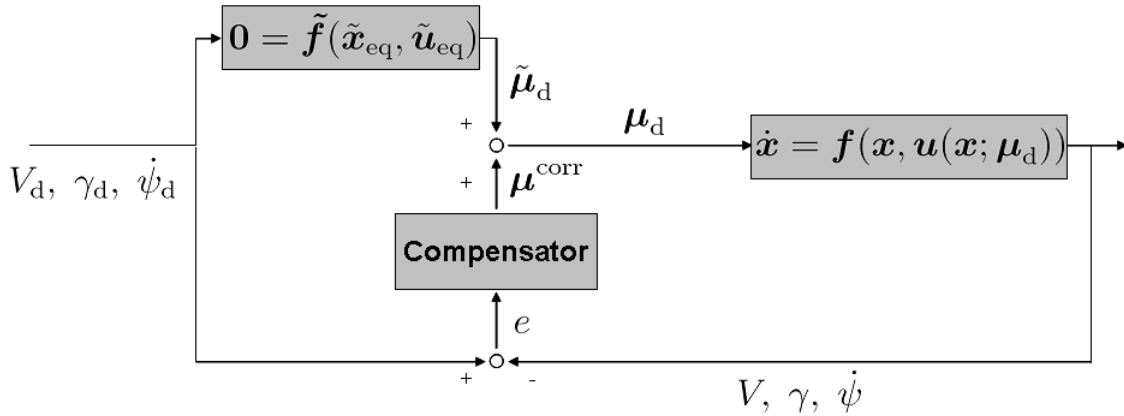 0 = f̃(x̃_eq, ũ_eq)
μ̃_d
+
μ_d
ẋ = f(x, u(x; μ_d))
V_d, γ_d, ψ̇_d
+
μ^corr
Compensator
e
+
-
V, γ, ψ̇